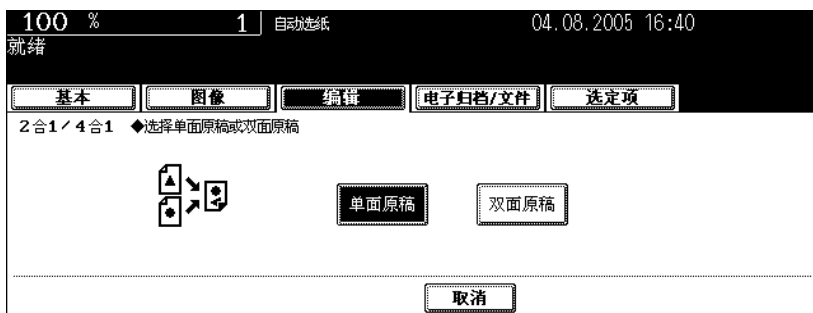 100 % 1 自动选纸 04.08.2005 16:40
就绪
基本 图像 编辑 电子归档/文件 选定项
2合1/4合1 ◆选择单面原稿或双面原稿
单面原稿 双面原稿
取消